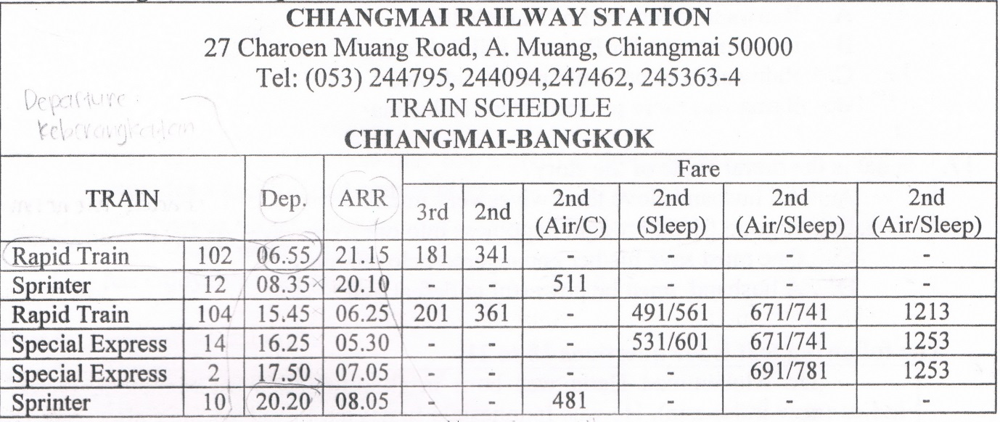 CHIANGMAI RAILWAY STATION
27 Charoen Muang Road, A. Muang, Chiangmai 50000
Tel: (053) 244795, 244094,247462, 245363-4
Departure :
keberangkatan
TRAIN SCHEDULE
CHIANGMAI-BANGKOK
TRAIN Dep. ARR Fare
3rd 2nd 2nd (Air/C) 2nd (Sleep) 2nd (Air/Sleep) 2nd (Air/Sleep)
Rapid Train 102 06.55 21.15 181 341 - - - -
Sprinter 12 08.35 20.10 - - 511 - - -
Rapid Train 104 15.45 06.25 201 361 - 491/561 671/741 1213
Special Express 14 16.25 05.30 - - - 531/601 671/741 1253
Special Express 2 17.50 07.05 - - - - 691/781 1253
Sprinter 10 20.20 08.05 - - 481 - - -